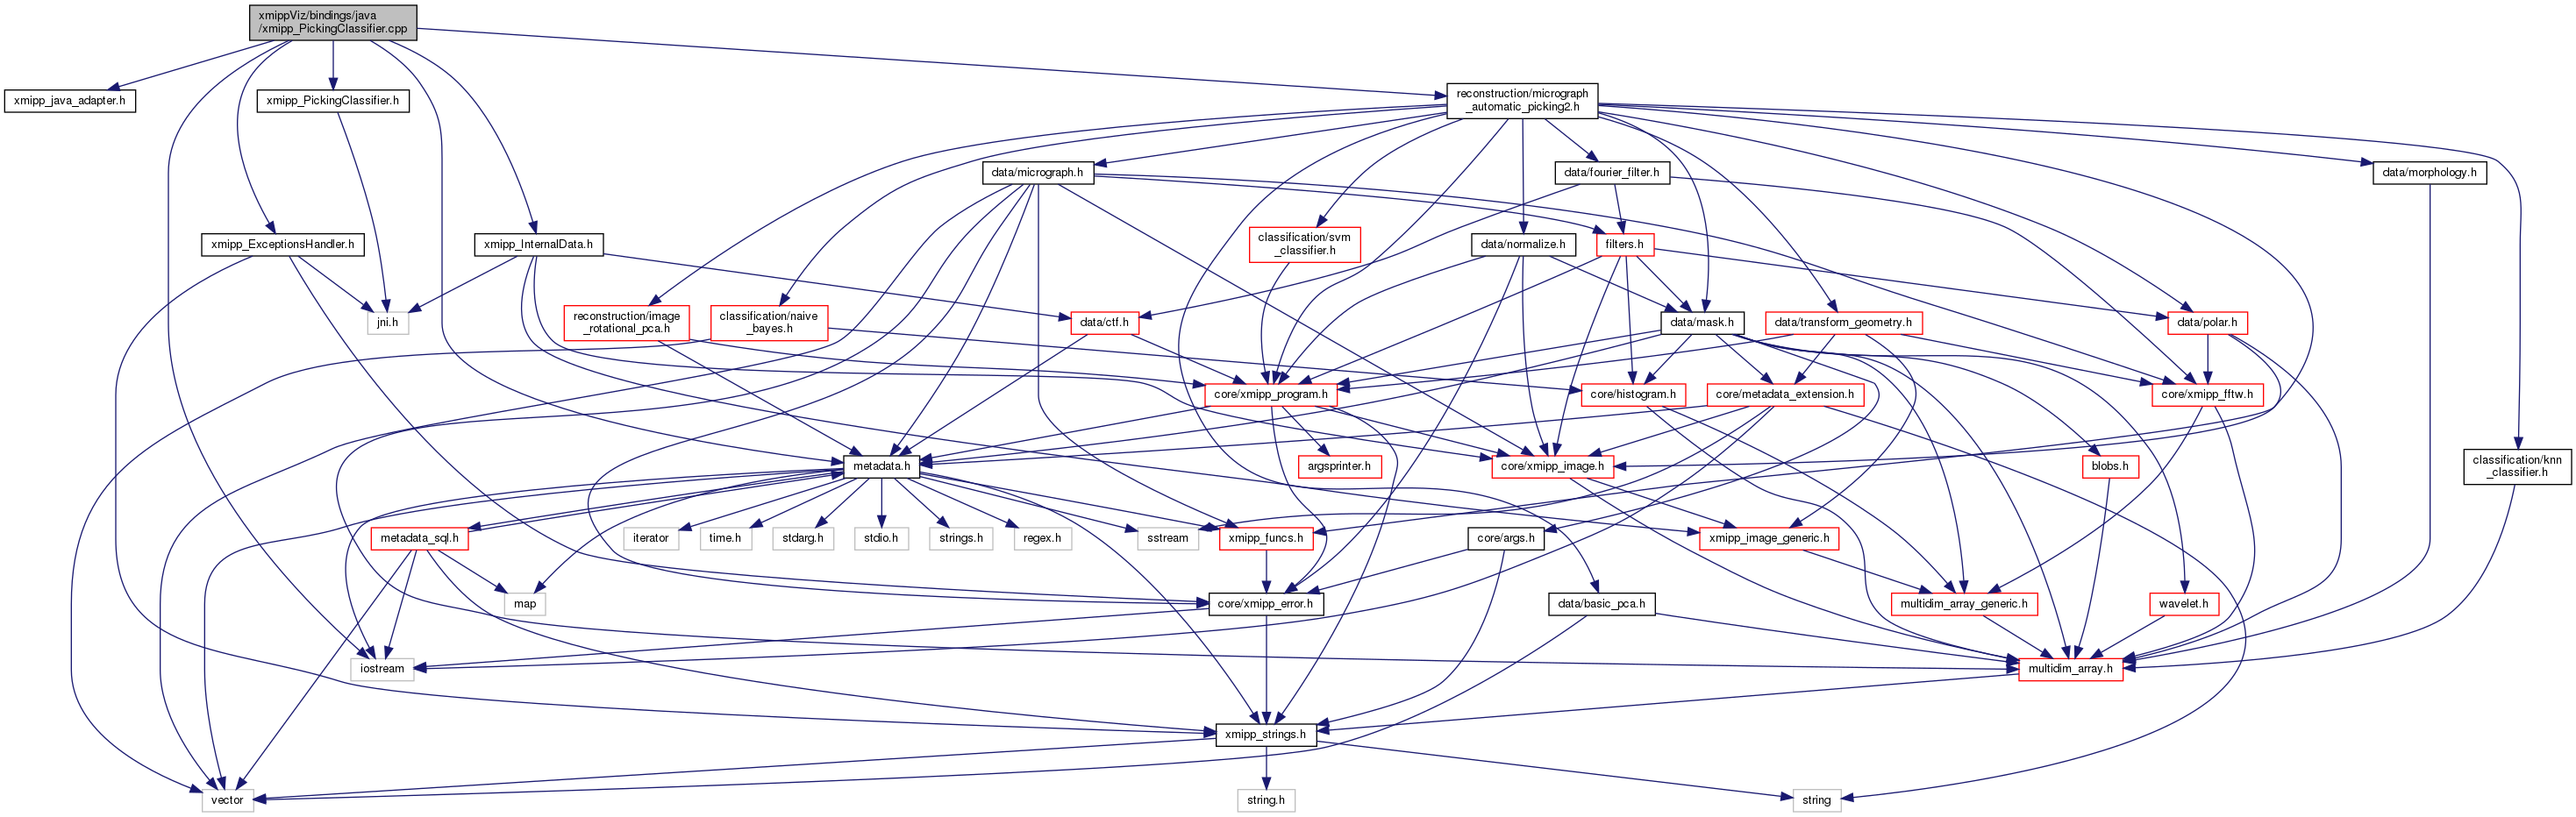 xmippViz/bindings/java
/xmipp_PickingClassifier.cpp
xmipp_java_adapter.h
xmipp_PickingClassifier.h
reconstruction/micrograph
_automatic_picking2.h
data/micrograph.h
data/fourier_filter.h
data/morphology.h
xmipp_ExceptionsHandler.h
xmipp_InternalData.h
classification/svm
_classifier.h
data/normalize.h
filters.h
jni.h
reconstruction/image
_rotational_pca.h
classification/naive
_bayes.h
data/ctf.h
data/mask.h
data/transform_geometry.h
data/polar.h
core/xmipp_program.h
core/histogram.h
core/metadata_extension.h
core/xmipp_fftw.h
metadata.h
argsprinter.h
core/xmipp_image.h
blobs.h
classification/knn
_classifier.h
metadata_sql.h
iterator
time.h
stdarg.h
stdio.h
strings.h
regex.h
sstream
xmipp_funcs.h
core/args.h
xmipp_image_generic.h
map
core/xmipp_error.h
data/basic_pca.h
multidim_array_generic.h
wavelet.h
iostream
multidim_array.h
xmipp_strings.h
vector
string.h
string